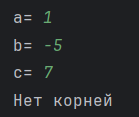 a= 1
b= -5
c= 7
Нет корней